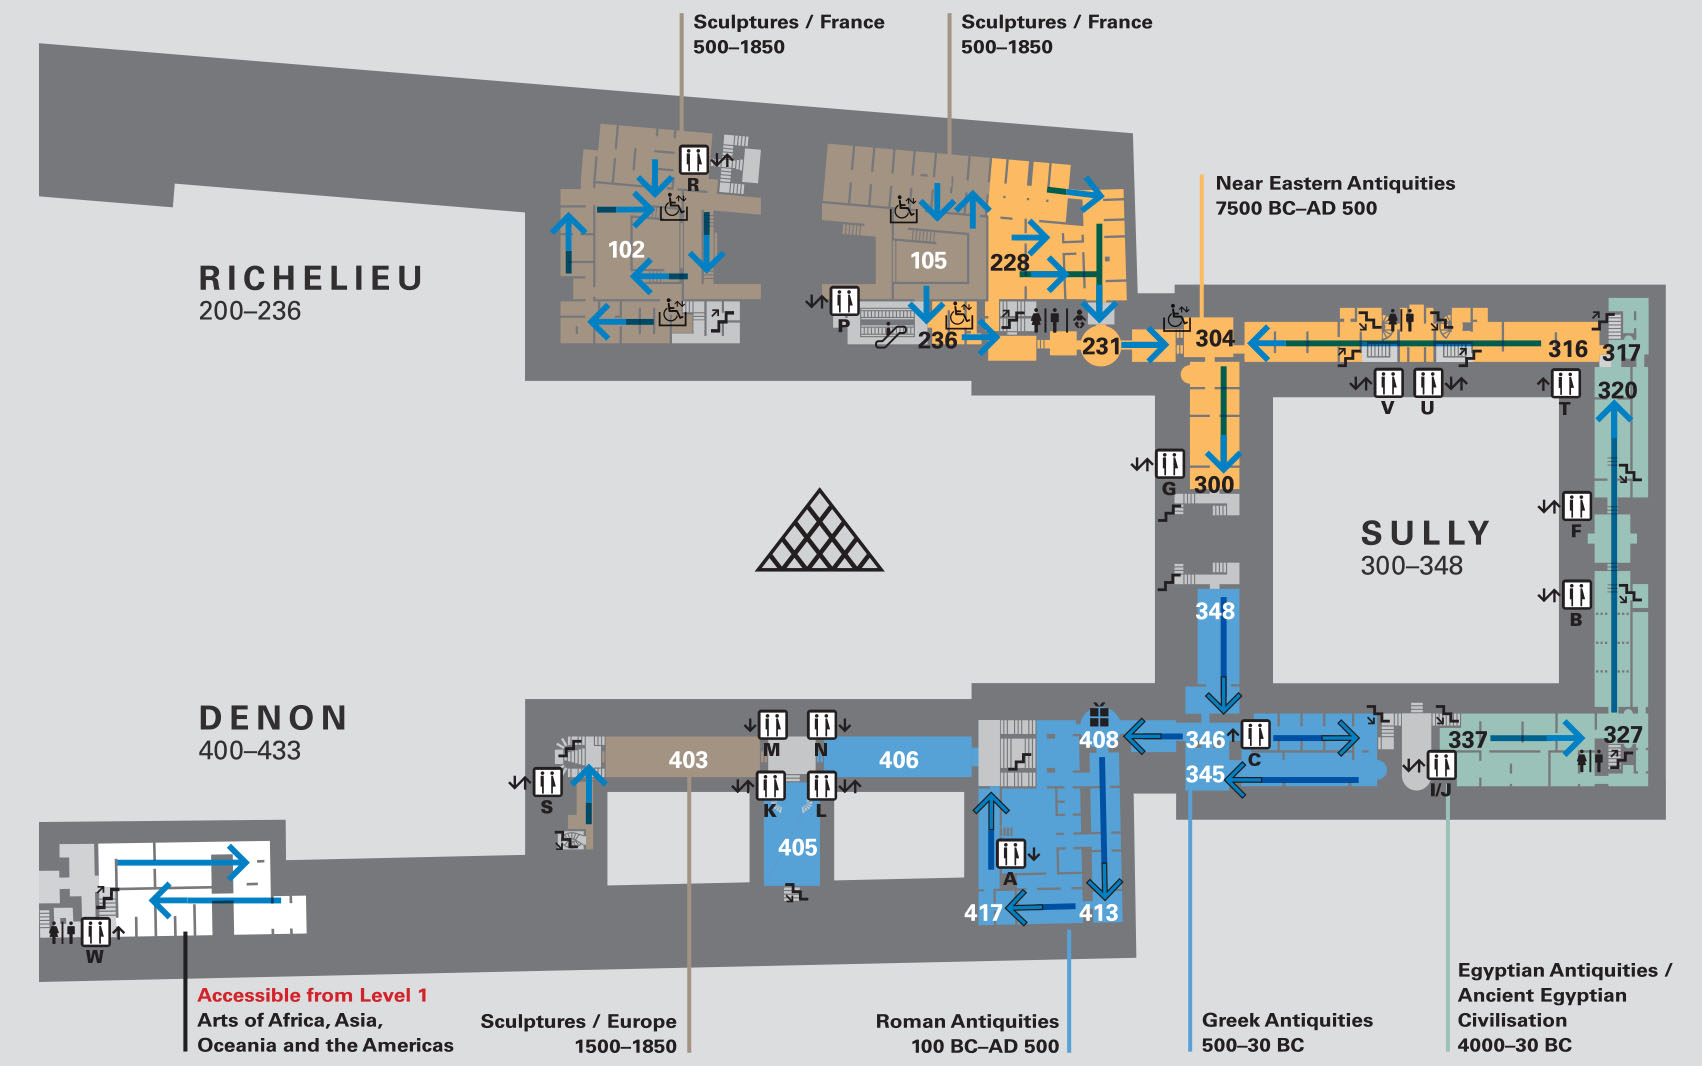 Sculptures / France
500–1850
Sculptures / France
500–1850
R
Near Eastern Antiquities
7500 BC–AD 500
102
105
228
RICHELIEU
200–236
P
236
231
304
316
317
320
V
U
T
300
G
SULLY
300–348
F
B
348
DENON
400–433
M
N
403
406
408
346
C
337
327
345
S
K
L
I/J
405
A
417
413
W
Accessible from Level 1
Arts of Africa, Asia,
Oceania and the Americas
Sculptures / Europe
1500–1850
Roman Antiquities
100 BC–AD 500
Greek Antiquities
500–30 BC
Egyptian Antiquities /
Ancient Egyptian
Civilisation
4000–30 BC